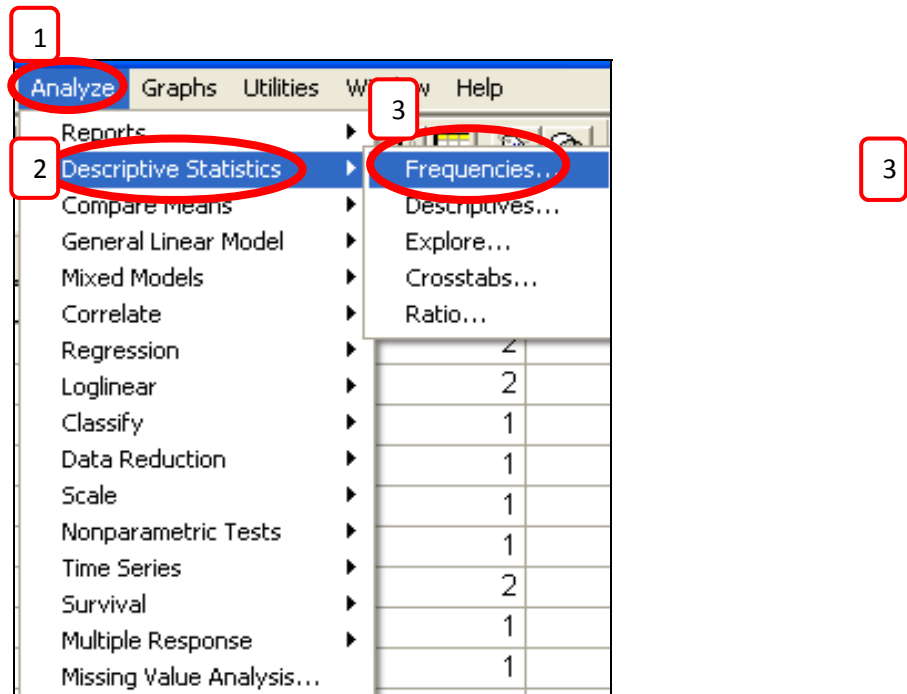 1
Analyze Graphs Utilities Help
3
Reports
2 Descriptive Statistics Frequencies... 3
Compare Means Descriptives...
General Linear Model Explore...
Mixed Models Crosstabs...
Correlate Ratio...
Regression 2
Loglinear 2
Classify 1
Data Reduction 1
Scale 1
Nonparametric Tests 1
Time Series 2
Survival
Multiple Response 1
Missing Value Analysis... 1